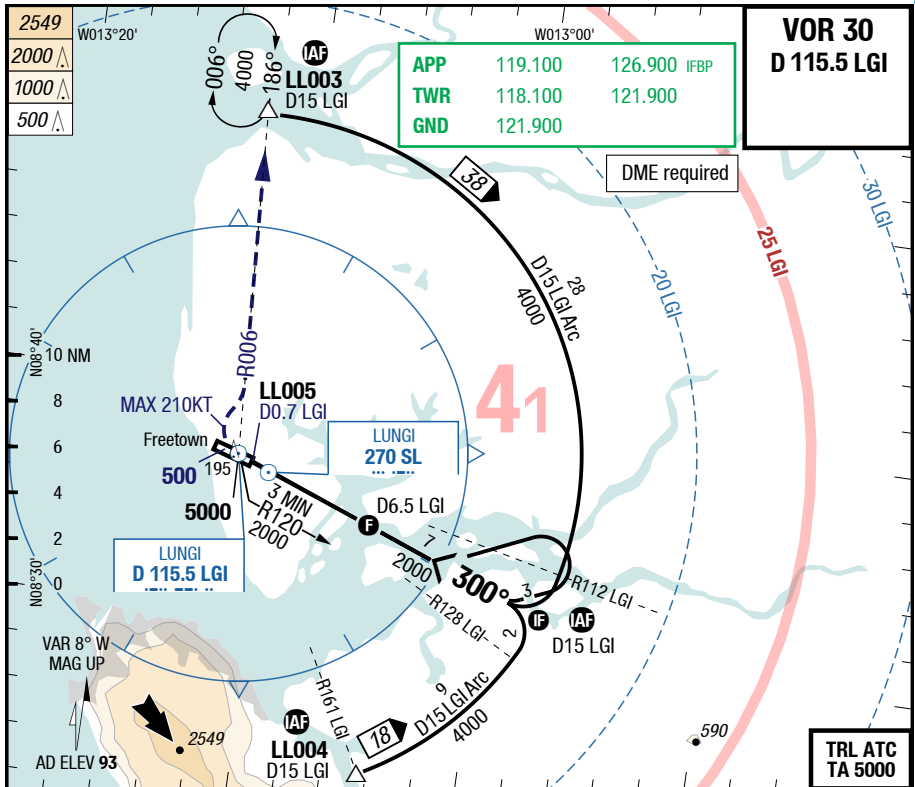 2549
2000
1000
500
W013°20'
W013°00'
VOR 30
D 115.5 LGI
APP 119.100 126.900 IFBP
TWR 118.100 121.900
GND 121.900
DME required
006°
4000
186°
IAF
LL003
D15 LGI
38
28
D15 LGI Arc
4000
30 LGI
25 LGI
20 LGI
N08°40'
10 NM
8
6
4
2
0
N08°30'
R006
41
MAX 210KT
LL005
D0.7 LGI
Freetown
195
500
5000
LUNGI
270 SL
3 MIN
R120
2000
D6.5 LGI
F
7
2000
300°
3
R112 LGI
R128 LGI
2
IF
IAF
D15 LGI
LUNGI
D 115.5 LGI
VAR 8° W
MAG UP
2549
AD ELEV 93
R161 LGI
IAF
LL004
D15 LGI
18
9
D15 LGI Arc
4000
590
TRL ATC
TA 5000